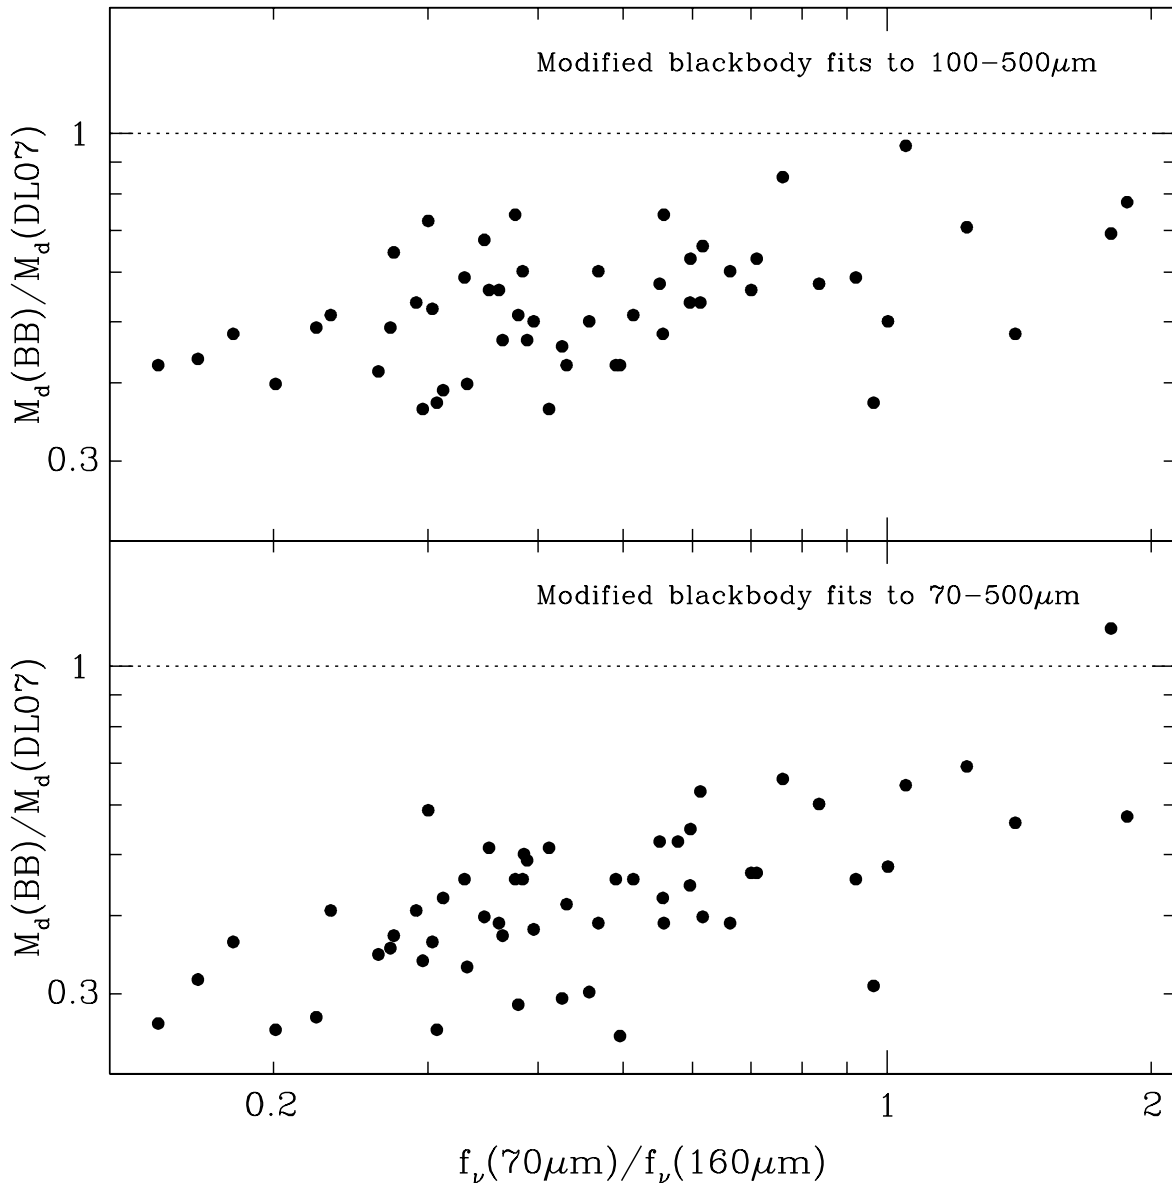 Modified blackbody fits to 100–500μm
1
M_d(BB)/M_d(DL07)
0.3
Modified blackbody fits to 70–500μm
1
M_d(BB)/M_d(DL07)
0.3
0.2 1 2
f_ν(70μm)/f_ν(160μm)